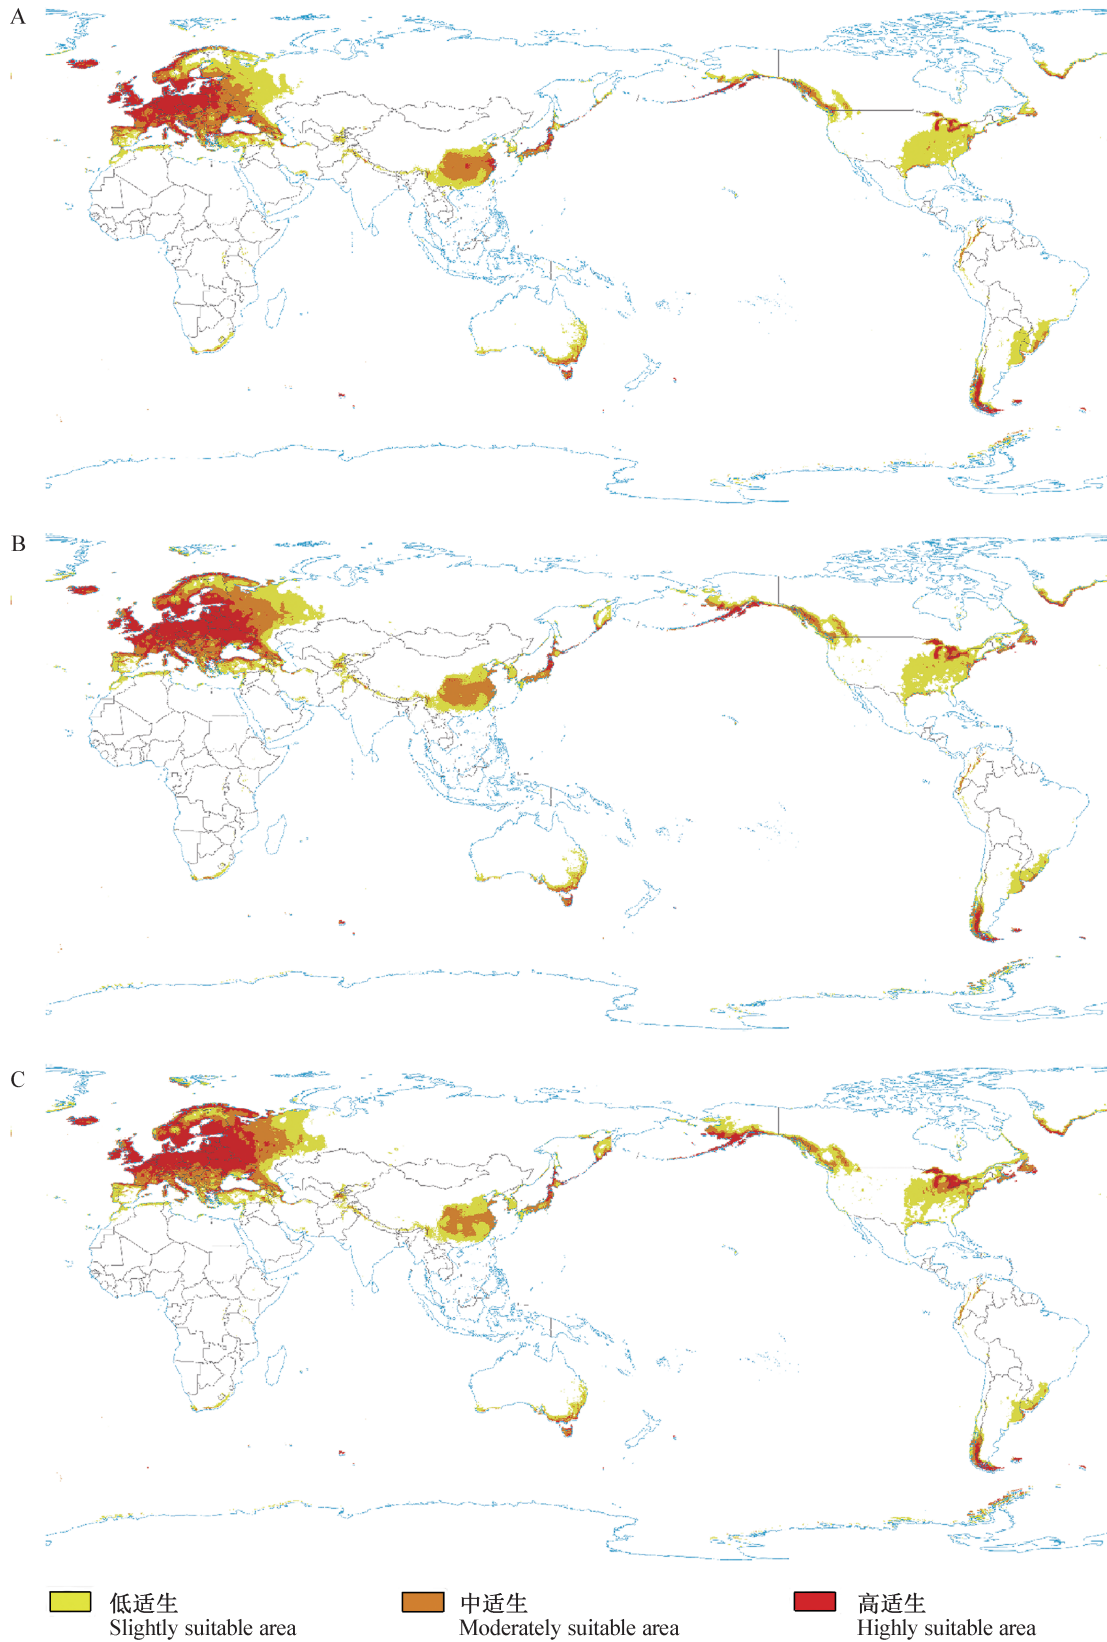 A
B
C
低适生
Slightly suitable area
中适生
Moderately suitable area
高适生
Highly suitable area